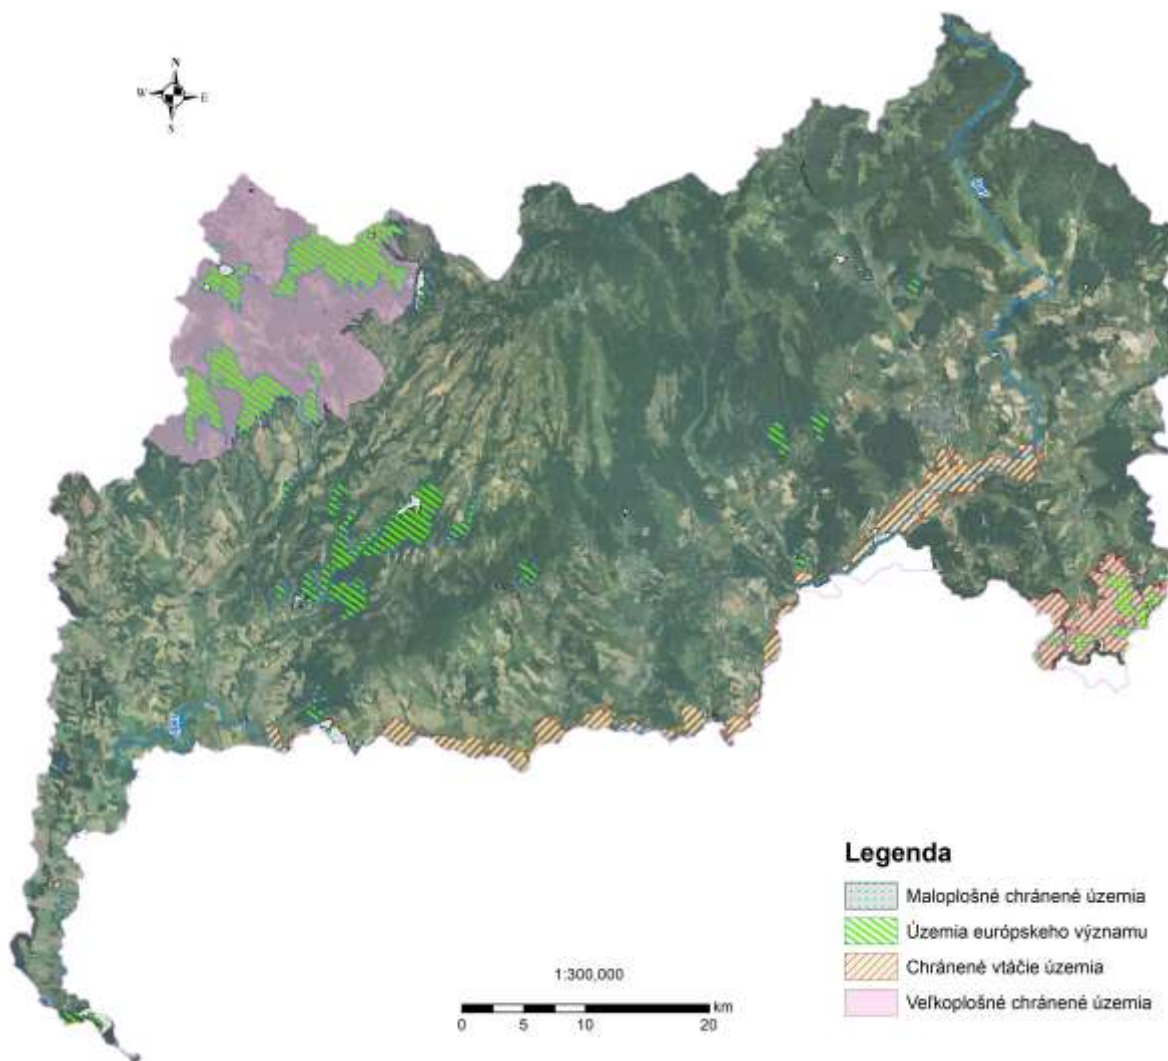 N
W E
S
Legenda
Maloplošné chránené územia
Územia európskeho významu
Chránené vtáčie územia
Veľkoplošné chránené územia
1:300,000
km
0 5 10 20